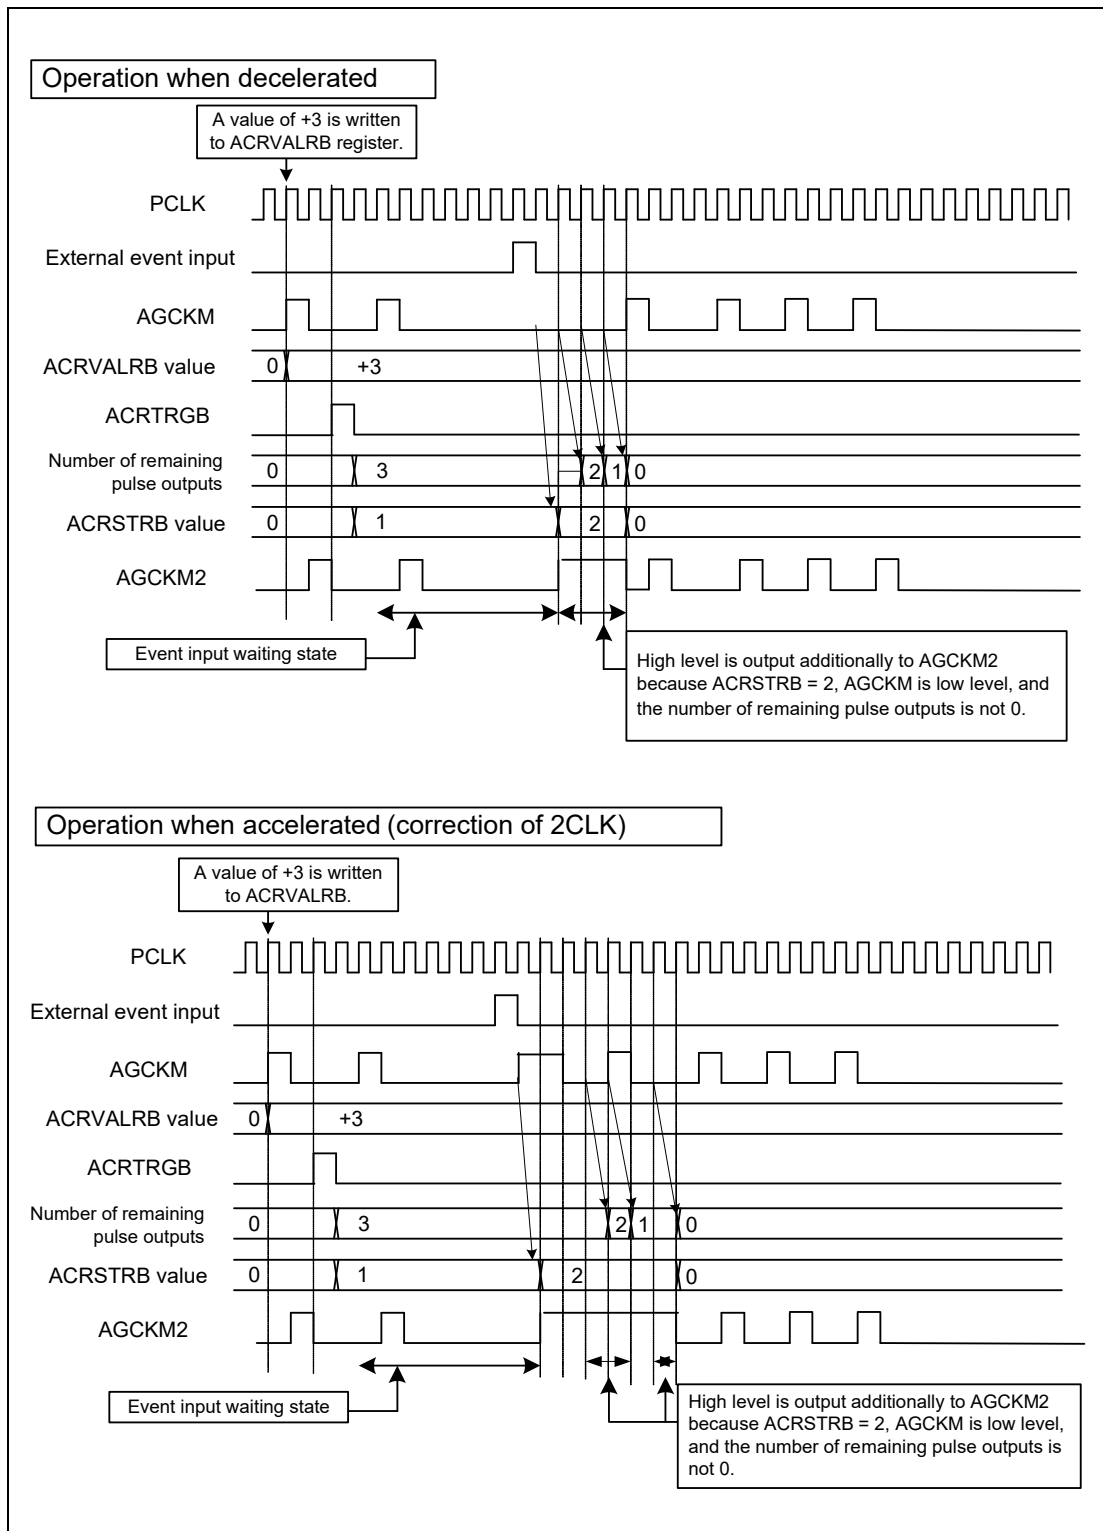 Operation when decelerated
A value of +3 is written
to ACRVALRB register.
PCLK
External event input
AGCKM
ACRVALRB value
0
+3
ACRTRGB
Number of remaining
pulse outputs
0
3
2
1
0
ACRSTRB value
0
1
2
0
AGCKM2
Event input waiting state
High level is output additionally to AGCKM2
because ACRSTRB = 2, AGCKM is low level, and
the number of remaining pulse outputs is not 0.
Operation when accelerated (correction of 2CLK)
A value of +3 is written
to ACRVALRB.
PCLK
External event input
AGCKM
ACRVALRB value
0
+3
ACRTRGB
Number of remaining
pulse outputs
0
3
2
1
0
ACRSTRB value
0
1
2
0
AGCKM2
Event input waiting state
High level is output additionally to AGCKM2
because ACRSTRB = 2, AGCKM is low level,
and the number of remaining pulse outputs is
not 0.